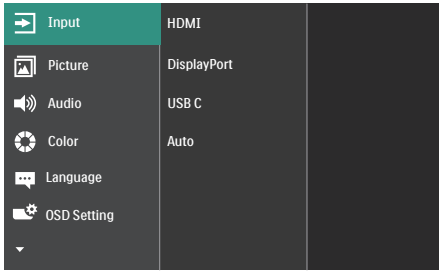 Input
HDMI
Picture
DisplayPort
Audio
USB C
Color
Auto
Language
OSD Setting